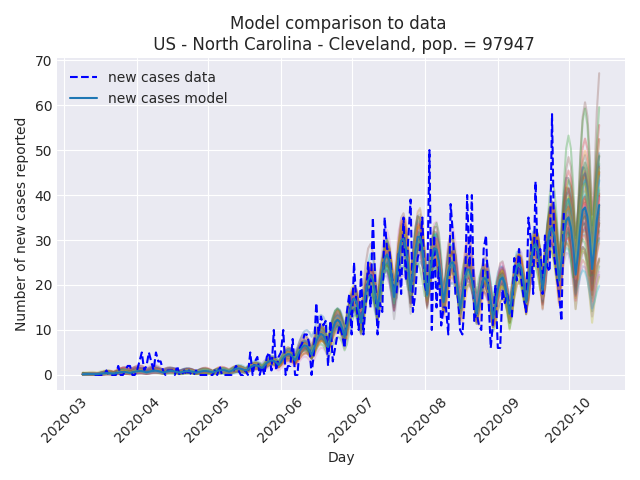 Model comparison to data
US - North Carolina - Cleveland, pop. = 97947
Number of new cases reported
70
60
50
40
30
20
10
0
new cases data
new cases model
2020-03
2020-04
2020-05
2020-06
2020-07
2020-08
2020-09
2020-10
Day